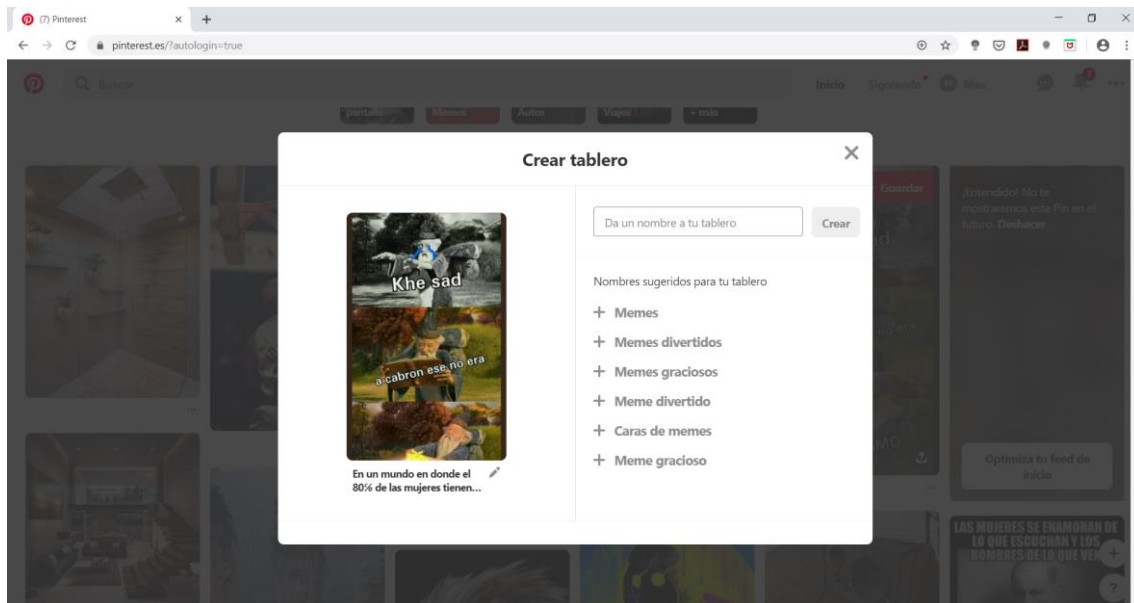 (7) Pinterest
pinterest.es/?autologin=true
Buscar
Inicio
Siguiendo
Mas
7
pantalla
Memes
Autos
Viajes
+ más
Crear tablero
Khe sad
a cabron ese no era
En un mundo en donde el
80% de las mujeres tienen...
Da un nombre a tu tablero
Crear
Nombres sugeridos para tu tablero
+ Memes
+ Memes divertidos
+ Memes graciosos
+ Meme divertido
+ Caras de memes
+ Meme gracioso
Guardar
¡Entendido! No te
mostraremos este Pin en el
futuro. Deshacer
Optimiza tu feed de
inicio
LAS MUJERES SE ENAMORAN DE
LO QUE ESCUCHAN Y LOS
HOMBRES DE LO QUE VEN
?